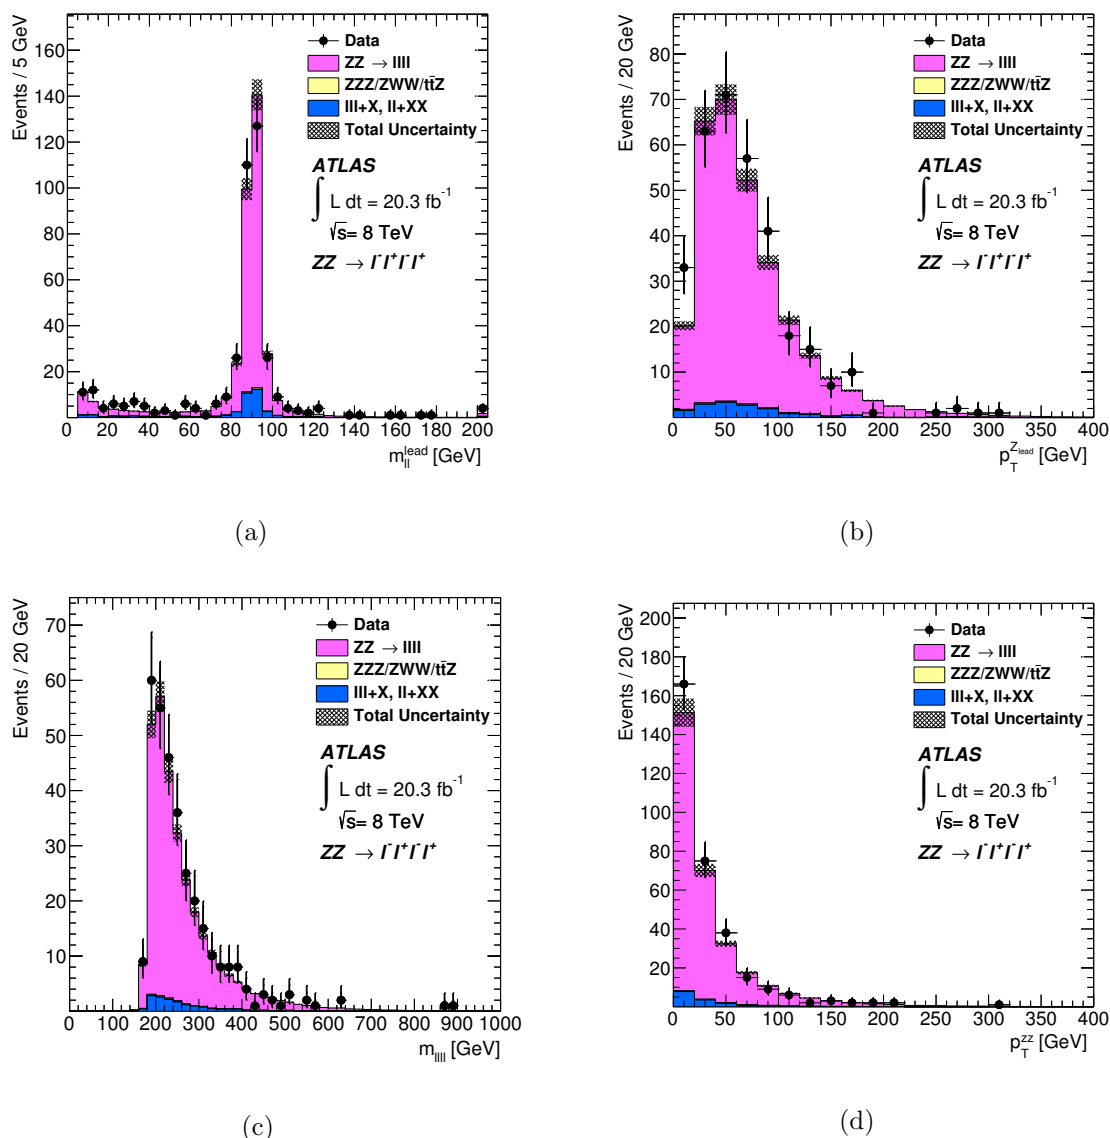 Events / 5 GeV
160
140
120
100
80
60
40
20
0 20 40 60 80 100 120 140 160 180 200
m_ll^lead [GeV]
Data
ZZ → llll
ZZZ/ZWW/tt̄Z
lll+X, ll+XX
Total Uncertainty
ATLAS
∫ L dt = 20.3 fb⁻¹
√s= 8 TeV
ZZ → l⁻l⁺l⁻l⁺
(a)
Events / 20 GeV
80
70
60
50
40
30
20
10
0
0 50 100 150 200 250 300 350 400
p_T^Z_lead [GeV]
Data
ZZ → llll
ZZZ/ZWW/tt̄Z
lll+X, ll+XX
Total Uncertainty
ATLAS
∫ L dt = 20.3 fb⁻¹
√s= 8 TeV
ZZ → l⁻l⁺l⁻l⁺
(b)
Events / 20 GeV
70
60
50
40
30
20
10
0 100 200 300 400 500 600 700 800 900 1000
m_llll [GeV]
Data
ZZ → llll
ZZZ/ZWW/tt̄Z
lll+X, ll+XX
Total Uncertainty
ATLAS
∫ L dt = 20.3 fb⁻¹
√s= 8 TeV
ZZ → l⁻l⁺l⁻l⁺
(c)
Events / 20 GeV
200
180
160
140
120
100
80
60
40
20
0 50 100 150 200 250 300 350 400
p_T^zz [GeV]
Data
ZZ → llll
ZZZ/ZWW/tt̄Z
lll+X, ll+XX
Total Uncertainty
ATLAS
∫ L dt = 20.3 fb⁻¹
√s= 8 TeV
ZZ → l⁻l⁺l⁻l⁺
(d)